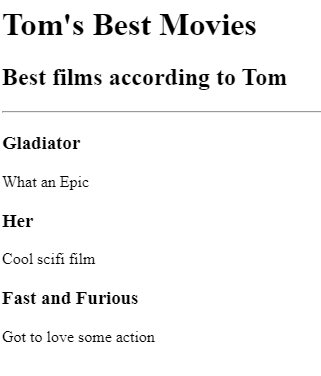 Tom's Best Movies
Best films according to Tom
Gladiator
What an Epic
Her
Cool scifi film
Fast and Furious
Got to love some action